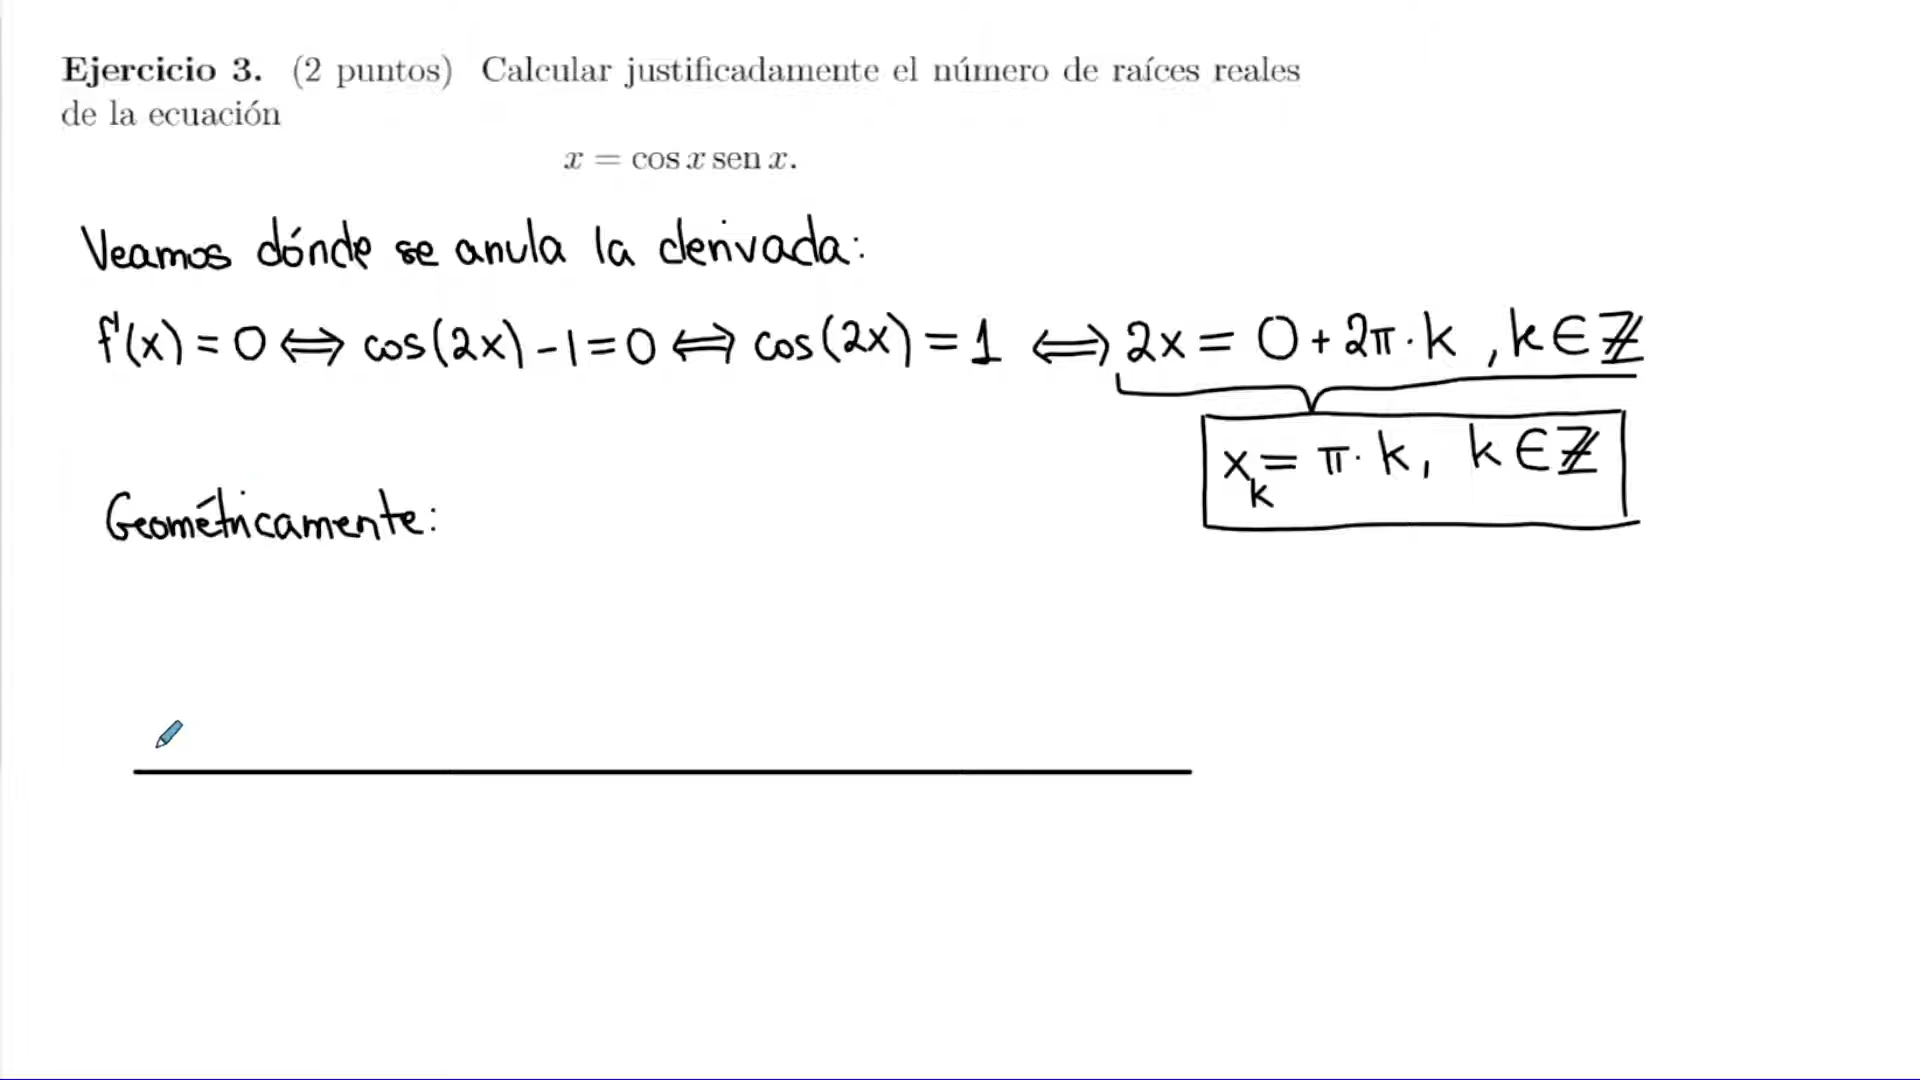 Ejercicio 3. (2 puntos) Calcular justificadamente el número de raíces reales
de la ecuación
x = cos x sen x.
Veamos dónde se anula la derivada:
f'(x) = 0 ⟺ cos(2x) - 1 = 0 ⟺ cos(2x) = 1 ⟺ 2x = 0 + 2π · k , k ∈ ℤ
x_k = π · k, k ∈ ℤ
Geométricamente: